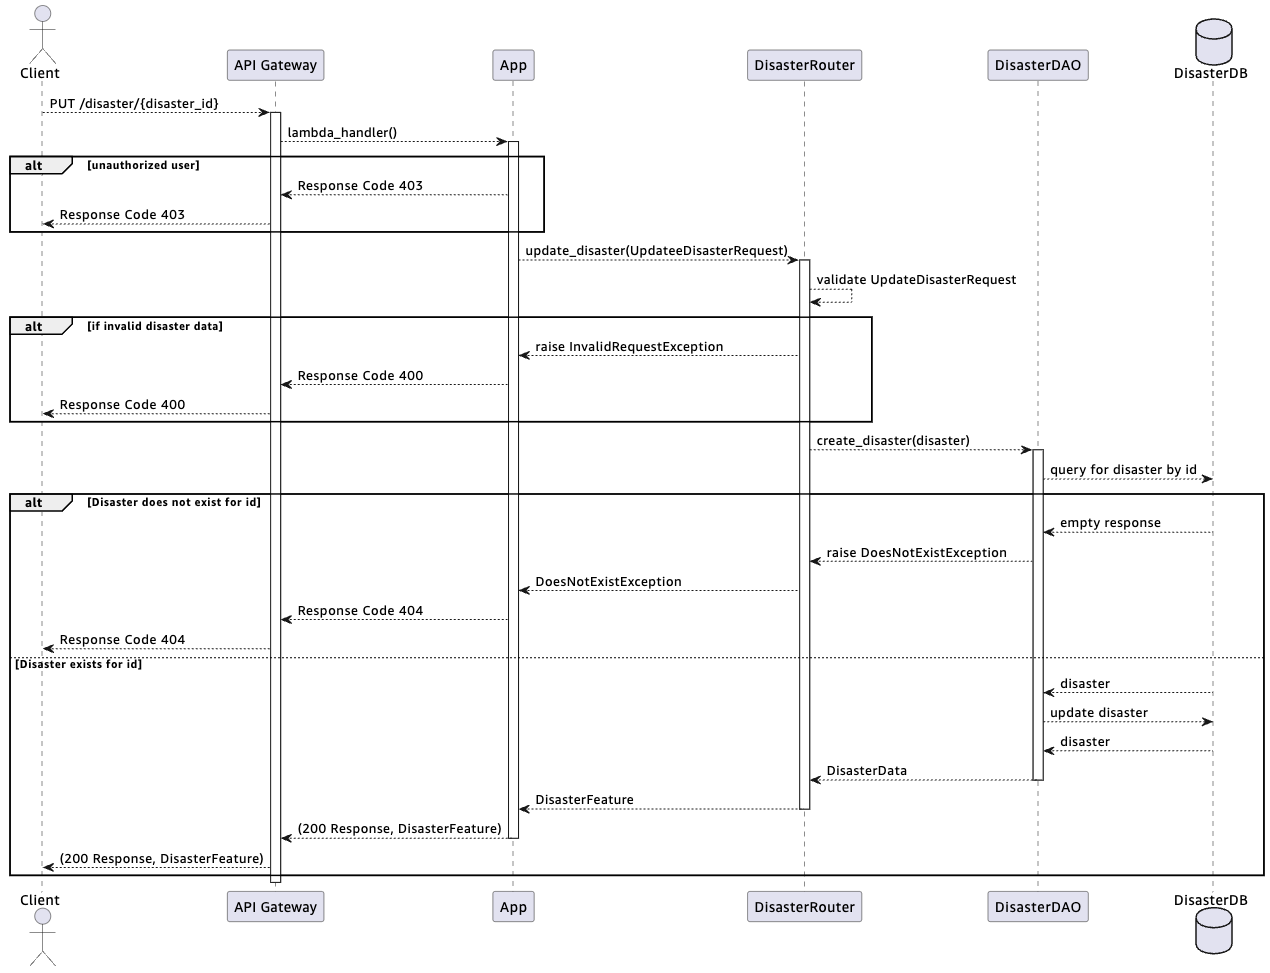 Client
API Gateway
App
DisasterRouter
DisasterDAO
DisasterDB
PUT /disaster/{disaster_id}
lambda_handler()
alt
[unauthorized user]
Response Code 403
Response Code 403
update_disaster(UpdateeDisasterRequest)
validate UpdateDisasterRequest
alt
[if invalid disaster data]
raise InvalidRequestException
Response Code 400
Response Code 400
create_disaster(disaster)
query for disaster by id
alt
[Disaster does not exist for id]
empty response
raise DoesNotExistException
DoesNotExistException
Response Code 404
Response Code 404
[Disaster exists for id]
disaster
update disaster
disaster
DisasterData
DisasterFeature
(200 Response, DisasterFeature)
(200 Response, DisasterFeature)
Client
API Gateway
App
DisasterRouter
DisasterDAO
DisasterDB